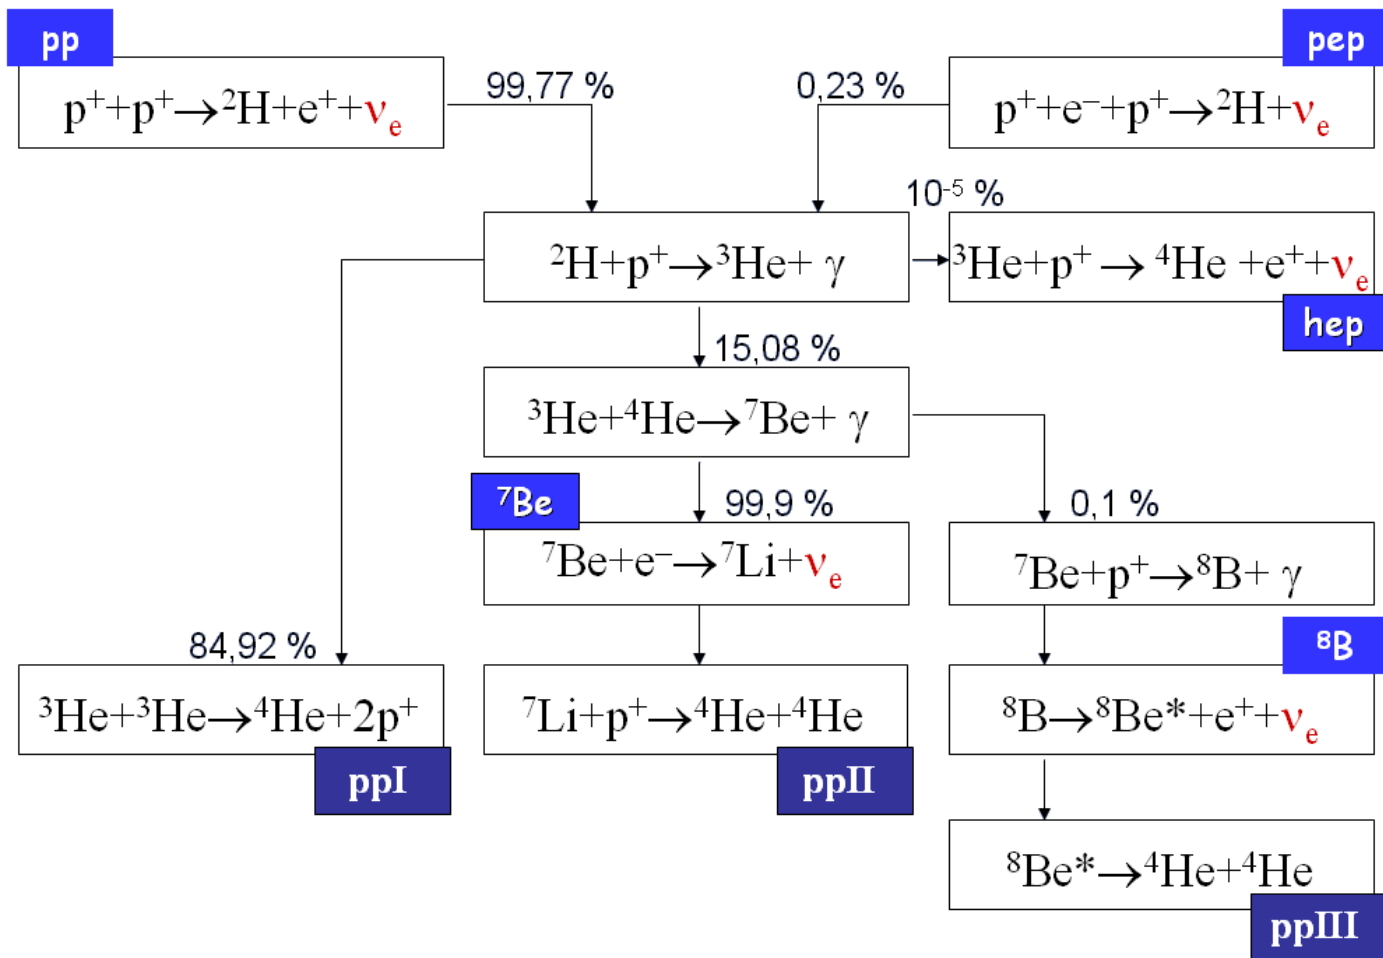 pp
pep
99,77 %
0,23 %
p⁺+p⁺→²H+e⁺+νₑ
p⁺+e⁻+p⁺→²H+νₑ
10⁻⁵ %
²H+p⁺→³He+ γ
³He+p⁺ → ⁴He +e⁺+νₑ
hep
15,08 %
³He+⁴He→⁷Be+ γ
⁷Be
99,9 %
0,1 %
⁷Be+e⁻→⁷Li+νₑ
⁷Be+p⁺→⁸B+ γ
84,92 %
⁸B
³He+³He→⁴He+2p⁺
⁷Li+p⁺→⁴He+⁴He
⁸B→⁸Be*+e⁺+νₑ
ppI
ppII
⁸Be*→⁴He+⁴He
ppIII